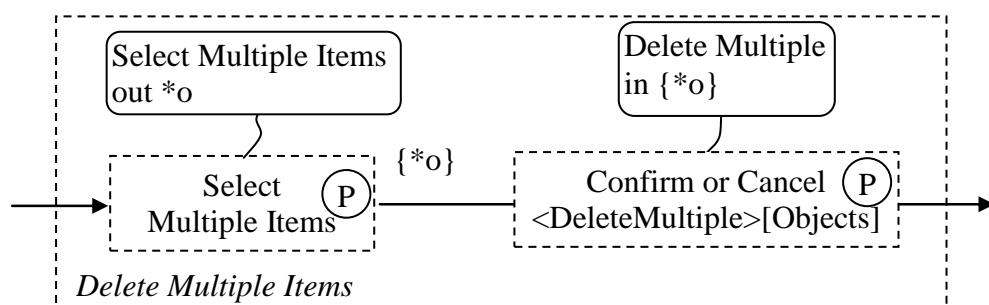 Select Multiple Items
out *o
Delete Multiple
in {*o}
{*o}
Select
Multiple Items
P
Confirm or Cancel
<DeleteMultiple>[Objects]
P
Delete Multiple Items